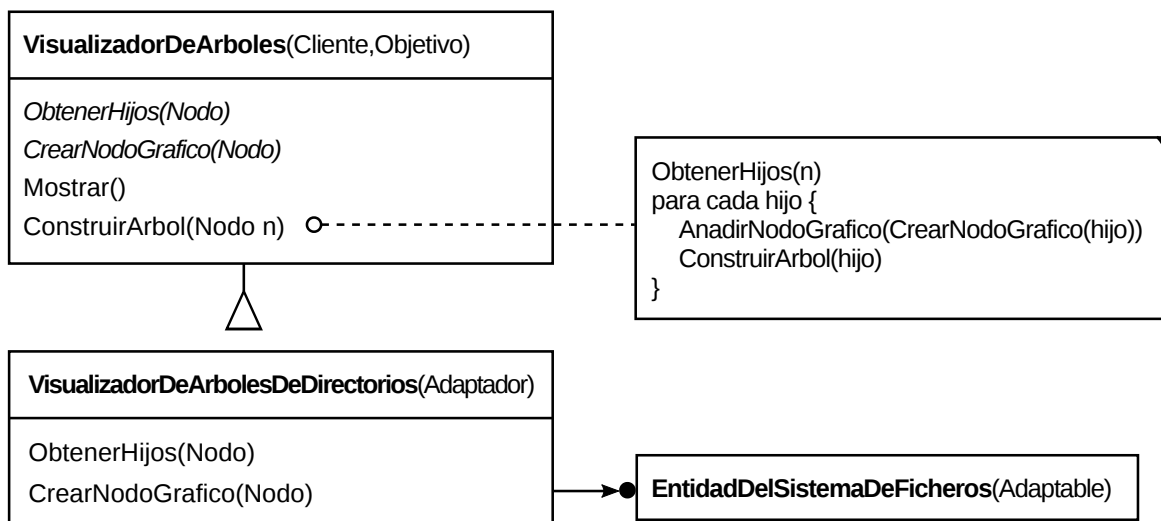 VisualizadorDeArboles(Cliente,Objetivo)
ObtenerHijos(Nodo)
CrearNodoGrafico(Nodo)
Mostrar()
ConstruirArbol(Nodo n)
ObtenerHijos(n)
para cada hijo {
AnadirNodoGrafico(CrearNodoGrafico(hijo))
ConstruirArbol(hijo)
}
VisualizadorDeArbolesDeDirectorios(Adaptador)
ObtenerHijos(Nodo)
CrearNodoGrafico(Nodo)
EntidadDelSistemaDeFicheros(Adaptable)